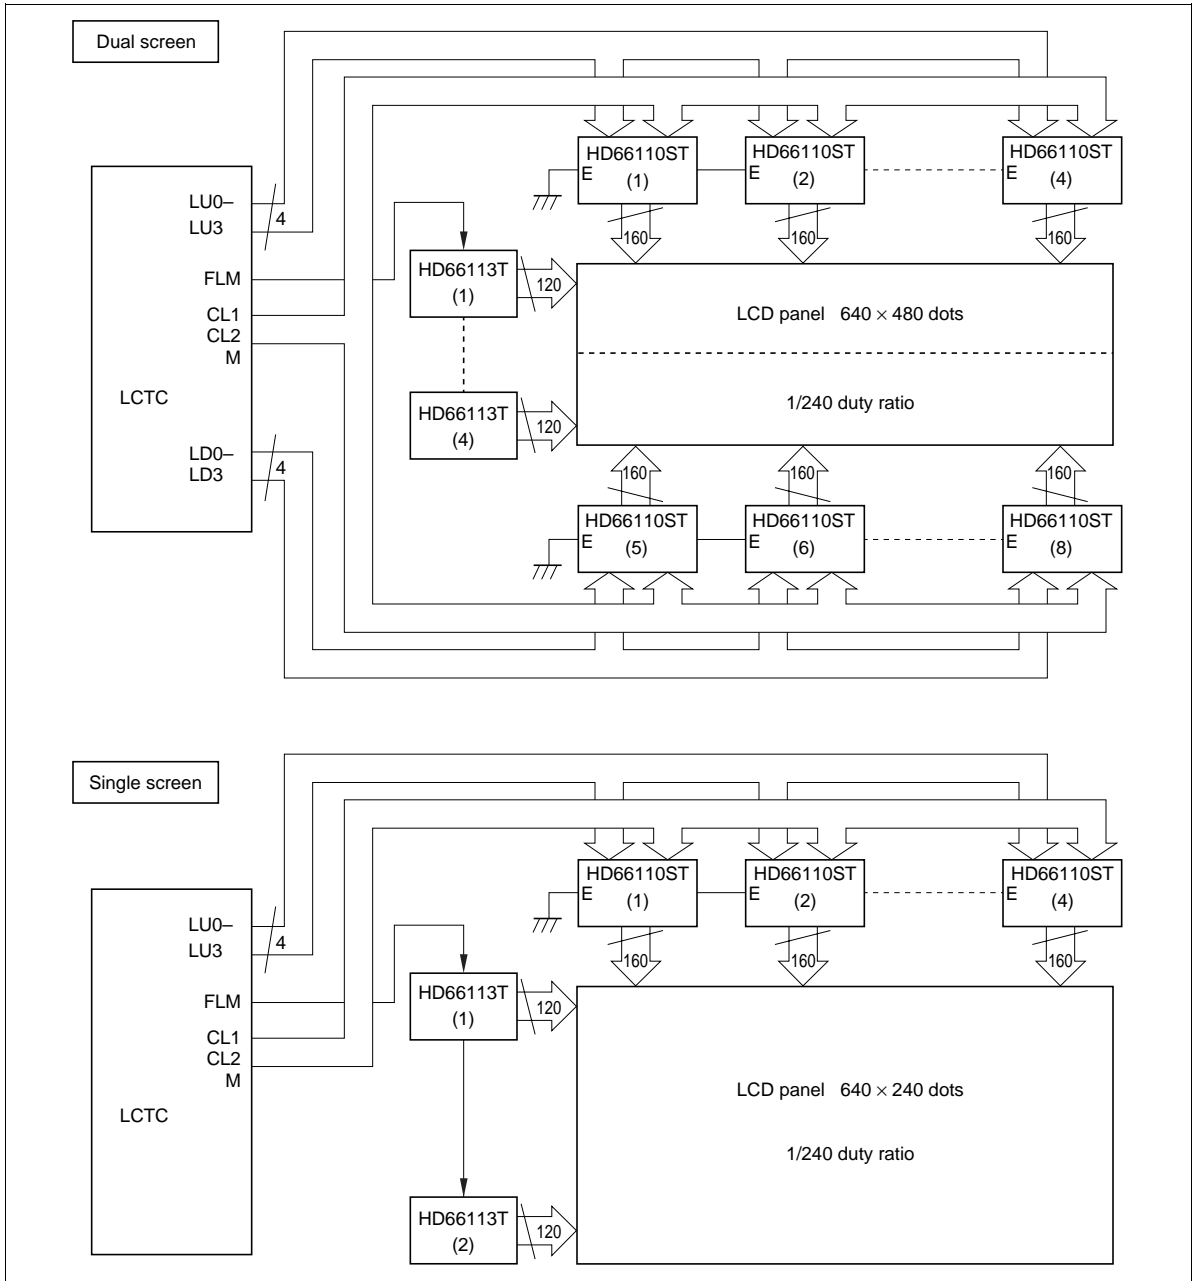 Dual screen
HD66110ST
E
(1)
HD66110ST
E
(2)
HD66110ST
E
(4)
LU0–
LU3
4
160
160
160
FLM
CL1
CL2
M
HD66113T
(1)
120
LCD panel 640 × 480 dots
LCTC
HD66113T
(4)
120
1/240 duty ratio
LD0–
LD3
4
160
160
160
HD66110ST
E
(5)
HD66110ST
E
(6)
HD66110ST
E
(8)
Single screen
HD66110ST
E
(1)
HD66110ST
E
(2)
HD66110ST
E
(4)
LU0–
LU3
4
160
160
160
FLM
CL1
CL2
M
HD66113T
(1)
120
LCD panel 640 × 240 dots
LCTC
1/240 duty ratio
HD66113T
(2)
120